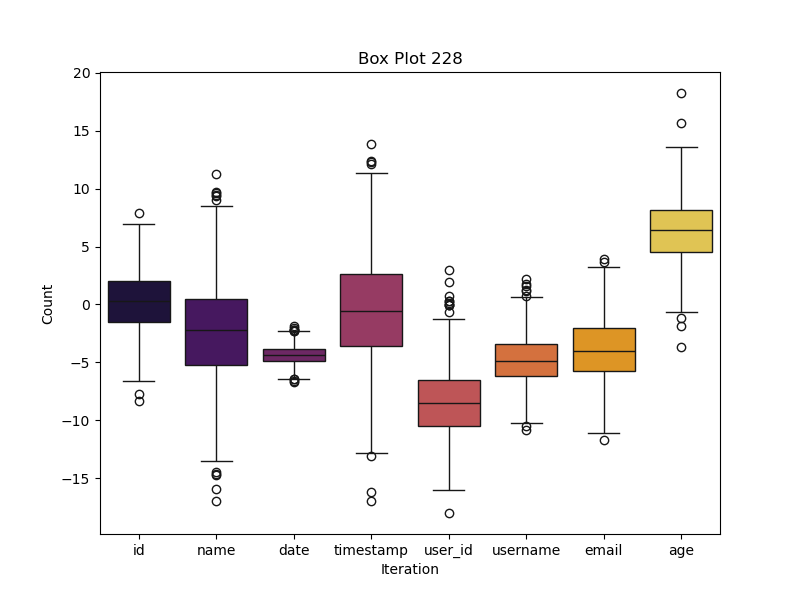 Box Plot 228
Count
20
15
10
5
0
−5
−10
−15
id name date timestamp user_id username email age
Iteration